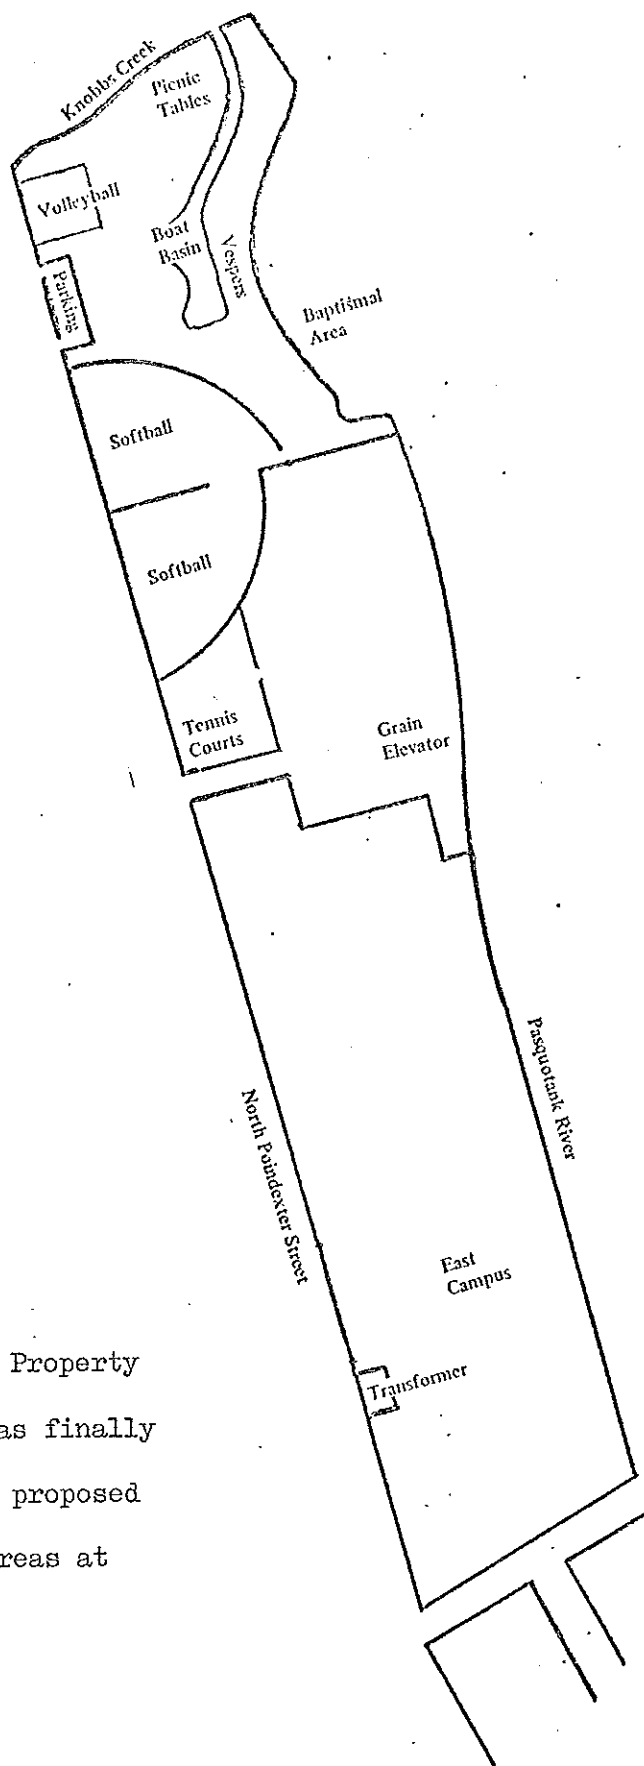 Knobbs Creek
Picnic
Tables
Volleyball
Boat
Basin
Vespers
Parking
Baptismal
Area
Softball
Softball
Tennis
Courts
Grain
Elevator
Pasquotank River
North Poindexter Street
East
Campus
Transformer
Property
as finally
proposed
reas at